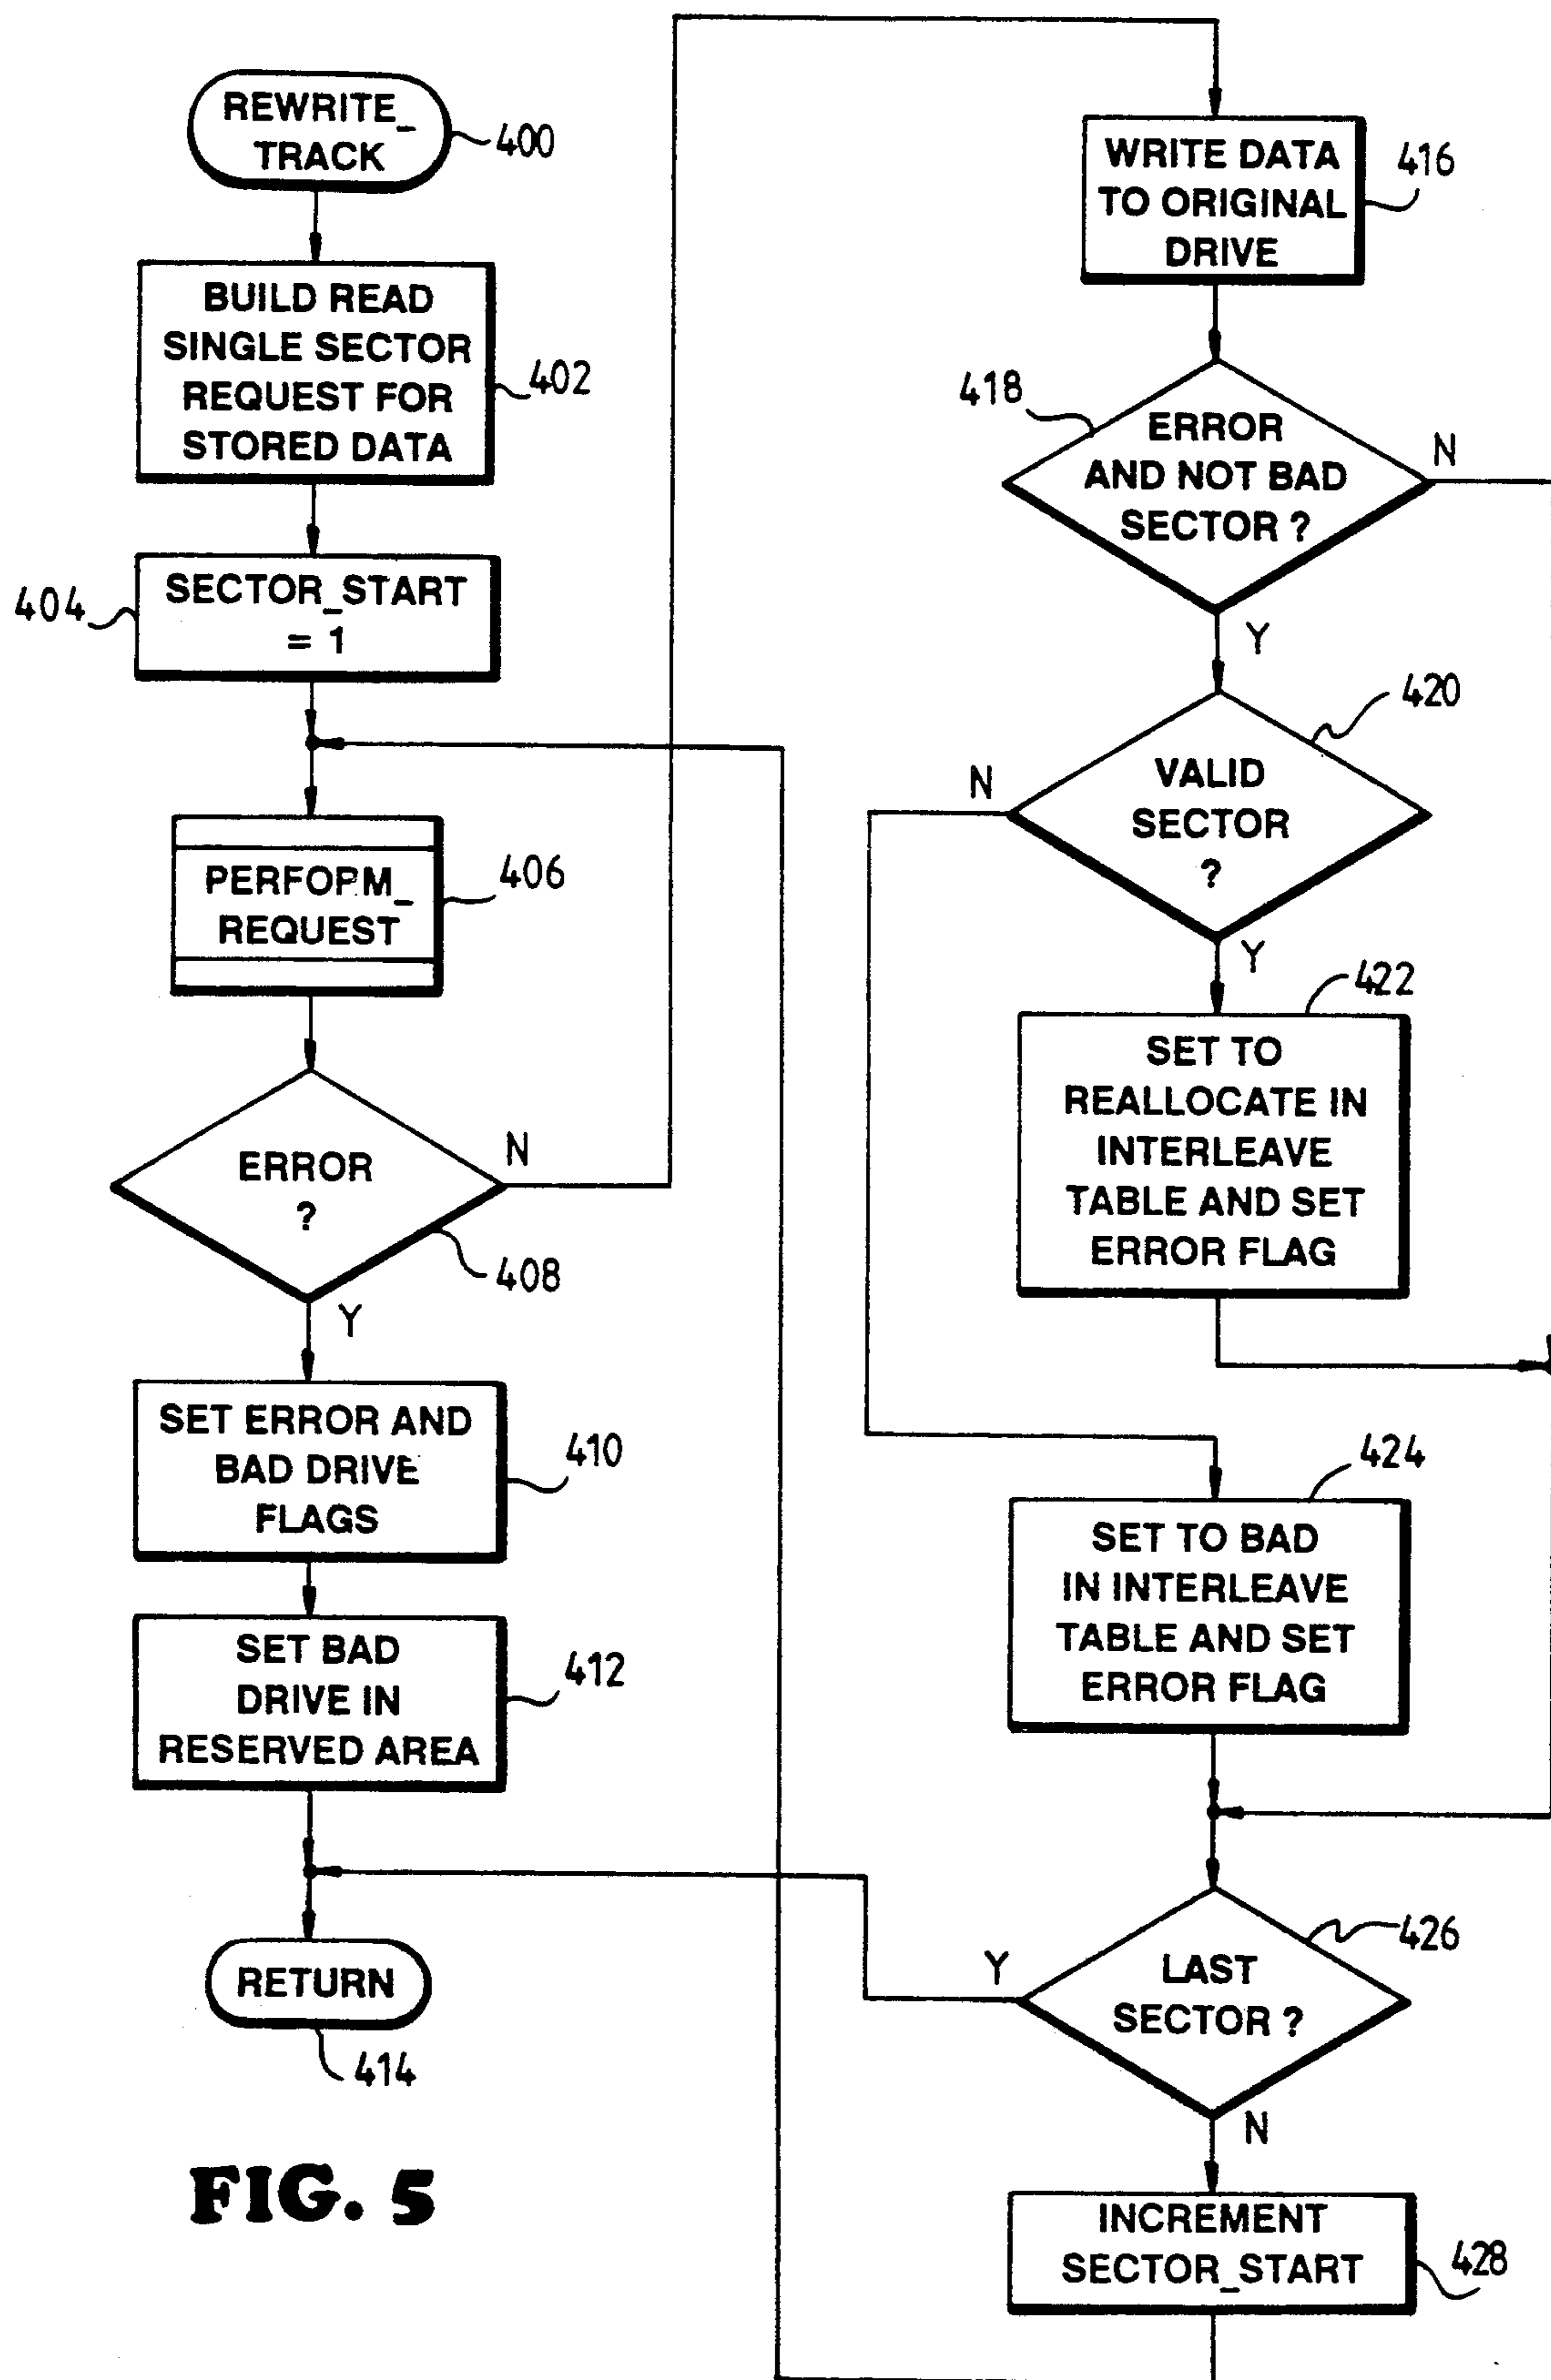 REWRITE_
TRACK
400
BUILD READ
SINGLE SECTOR
REQUEST FOR
STORED DATA
402
SECTOR_START
= 1
404
PERFOPM_
REQUEST
406
ERROR
?
N
Y
408
SET ERROR AND
BAD DRIVE
FLAGS
410
SET BAD
DRIVE IN
RESERVED AREA
412
RETURN
414
WRITE DATA
TO ORIGINAL
DRIVE
416
418
ERROR
AND NOT BAD
SECTOR ?
N
Y
420
VALID
SECTOR
?
N
Y
422
SET TO
REALLOCATE IN
INTERLEAVE
TABLE AND SET
ERROR FLAG
424
SET TO BAD
IN INTERLEAVE
TABLE AND SET
ERROR FLAG
426
LAST
SECTOR ?
Y
N
INCREMENT
SECTOR_START
428
FIG. 5